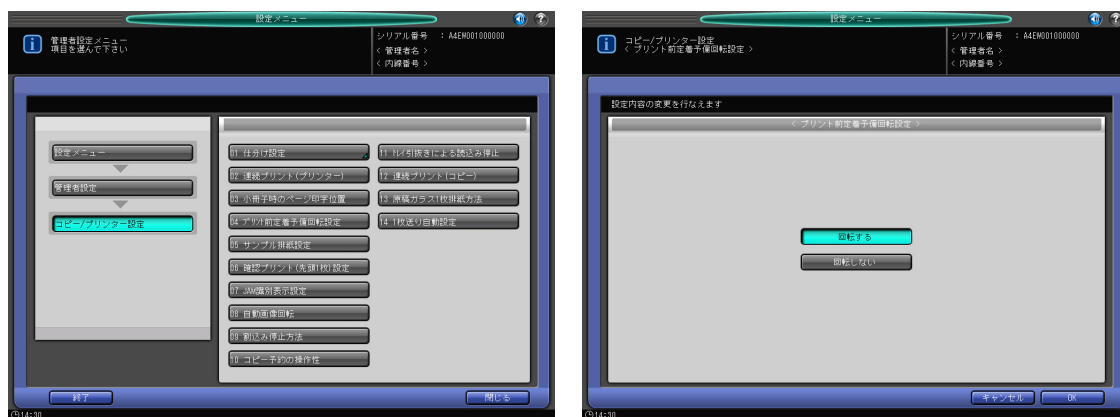 設定メニュー
管理者設定メニュー
項目を選んで下さい
シリアル番号 : A4EW001000000
< 管理者名 >
< 内線番号 >
設定メニュー
管理者設定
コピー/プリンター設定
01 仕分け設定
02 連続プリント(プリンター)
03 小冊子時のページ印字位置
04 プリント前定着予備回転設定
05 サンプル排紙設定
06 確認プリント(先頭1枚)設定
07 JAM識別表示設定
08 自動画像回転
09 割込み停止方法
10 コピー予約の操作性
11 トレイ引抜きによる読込み停止
12 連続プリント(コピー)
13 原稿ガラス1枚排紙方法
14 1枚送り自動設定
終了
閉じる
14:30
設定メニュー
コピー/プリンター設定
< プリント前定着予備回転設定 >
シリアル番号 : A4EW001000000
< 管理者名 >
< 内線番号 >
設定内容の変更を行なえます
< プリント前定着予備回転設定 >
回転する
回転しない
キャンセル
OK
14:30